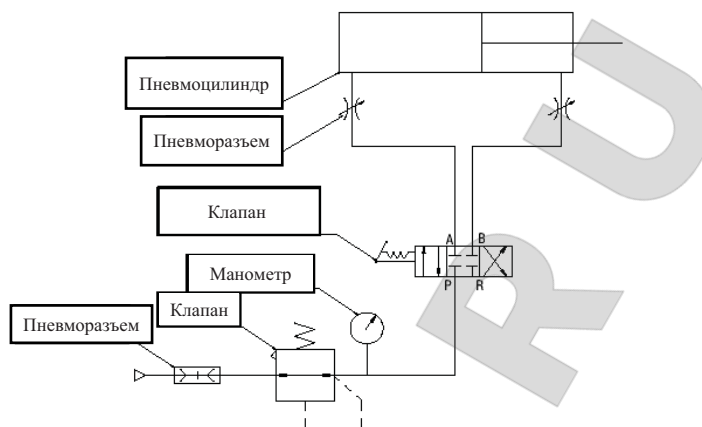 Пневмоцилиндр
Пневморазъем
Клапан
A B
P R
Манометр
Клапан
Пневморазъем
R U